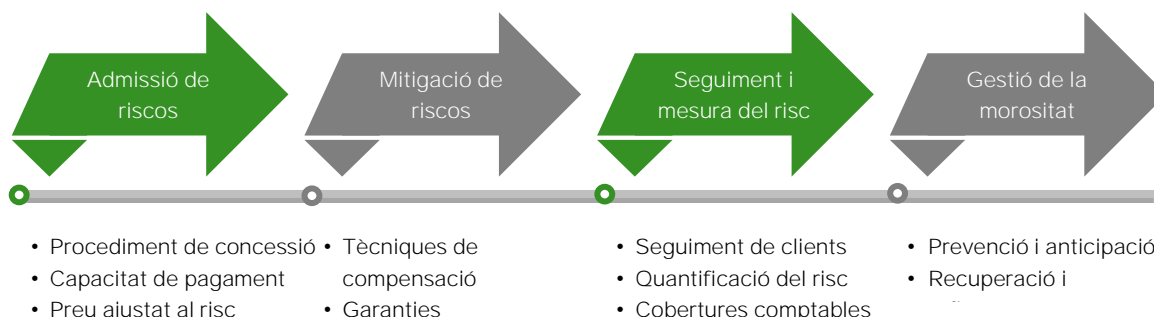 Admissió de
riscos
Mitigació de
riscos
Seguiment i
mesura del risc
Gestió de la
morositat
• Procediment de concessió
• Capacitat de pagament
• Preu ajustat al risc
• Tècniques de
compensació
• Garanties
• Seguiment de clients
• Quantificació del risc
• Cobertures comptables
• Prevenció i anticipació
• Recuperació i